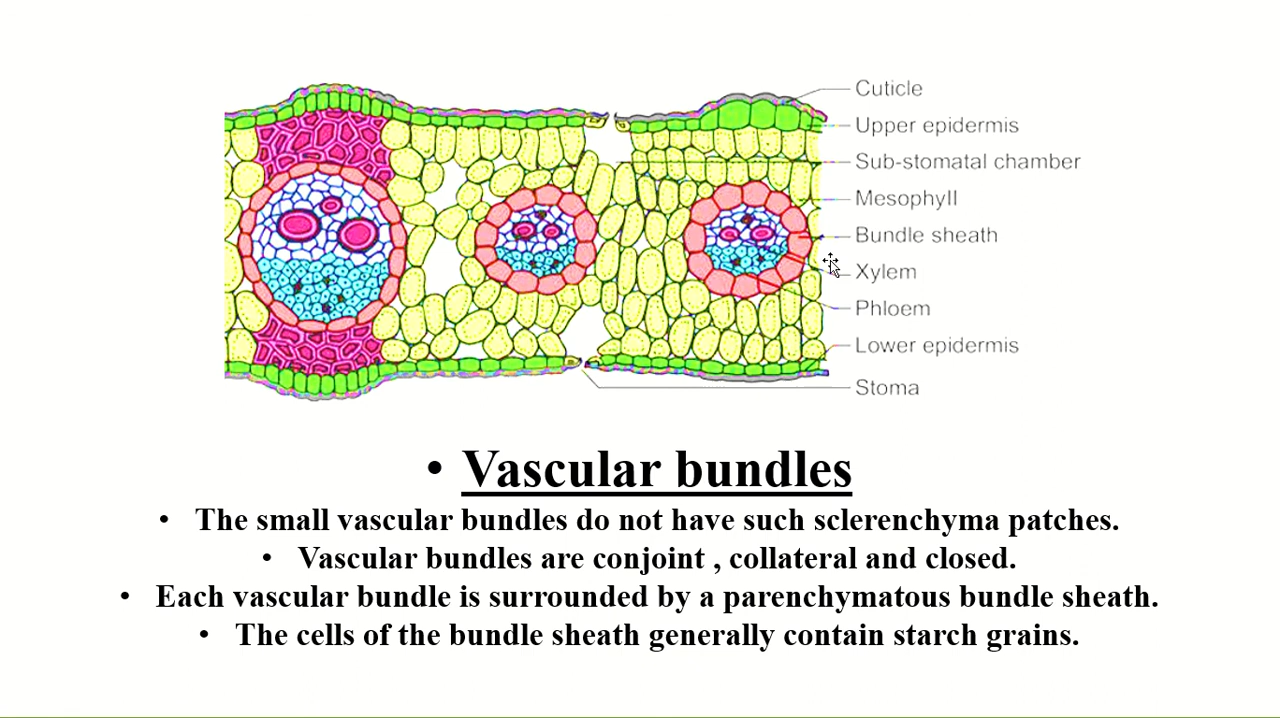 Cuticle
Upper epidermis
Sub-stomatal chamber
Mesophyll
Bundle sheath
Xylem
Phloem
Lower epidermis
Stoma
• Vascular bundles
• The small vascular bundles do not have such sclerenchyma patches.
• Vascular bundles are conjoint , collateral and closed.
• Each vascular bundle is surrounded by a parenchymatous bundle sheath.
• The cells of the bundle sheath generally contain starch grains.